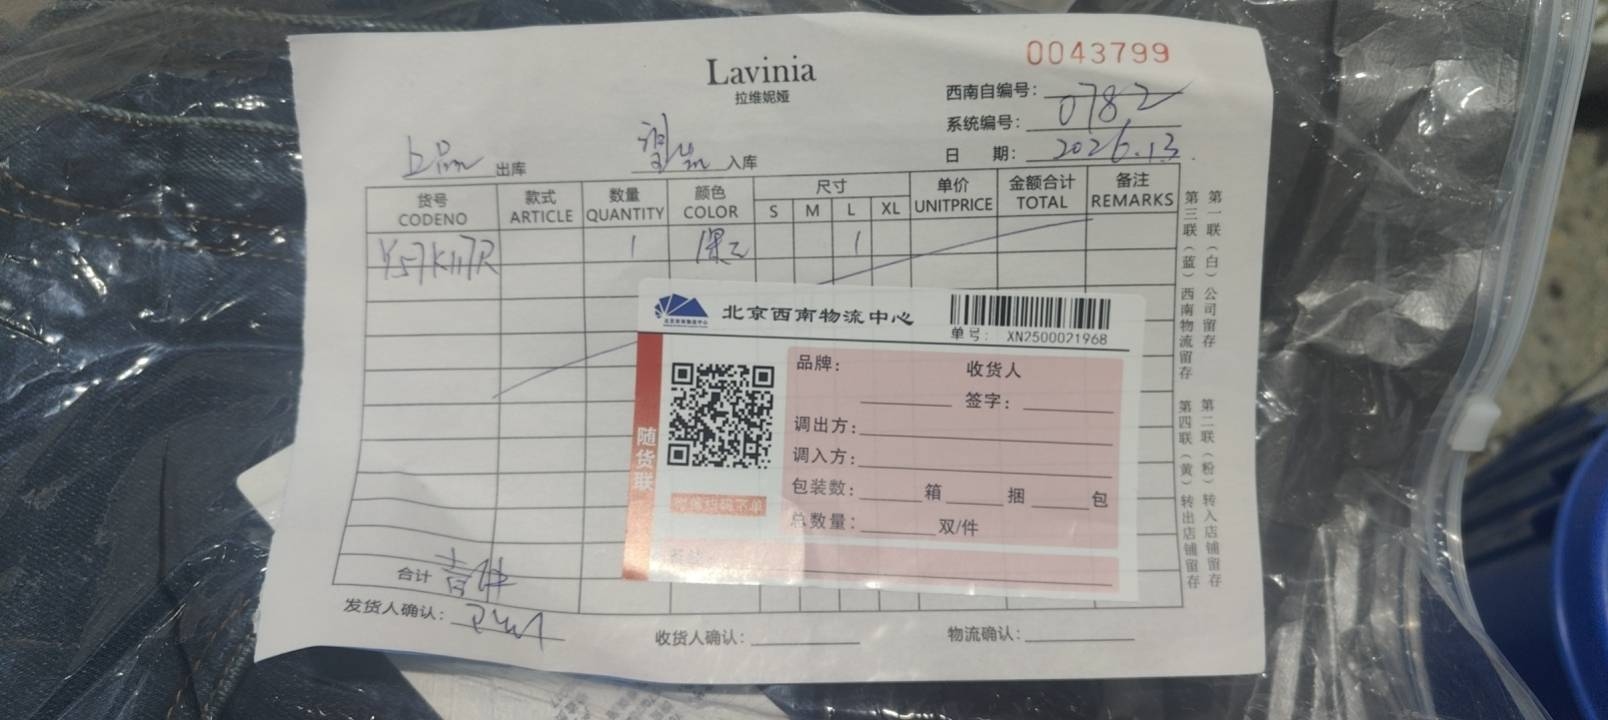 0043799
Lavinia
拉维妮娅
西南自编号：
系统编号： 0782
日 期： 2026.1.3.
出库 入库
货号 款式 数量 颜色 尺寸 单价 金额合计 备注
CODENO ARTICLE QUANTITY COLOR S M L XL UNITPRICE TOTAL REMARKS
Y57K117R 1 1
北京西南物流中心
单号： XN2500021968
随货联
品牌： 收货人
签字：
调出方：
调入方：
包装数： 箱 捆 包
总数量： 双/件
合计 壹件
发货人确认： 收货人确认： 物流确认：
第一联（白）公司留存 第二联（粉）转入店铺留存
第三联（蓝）西南物流留存 第四联（黄）转出店铺留存